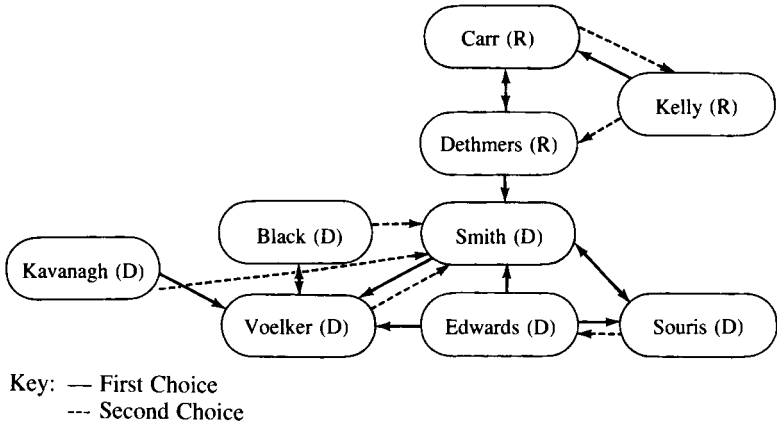 Carr (R)
Kelly (R)
Dethmers (R)
Black (D)
Smith (D)
Kavanagh (D)
Voelker (D)
Edwards (D)
Souris (D)
Key: — First Choice
--- Second Choice